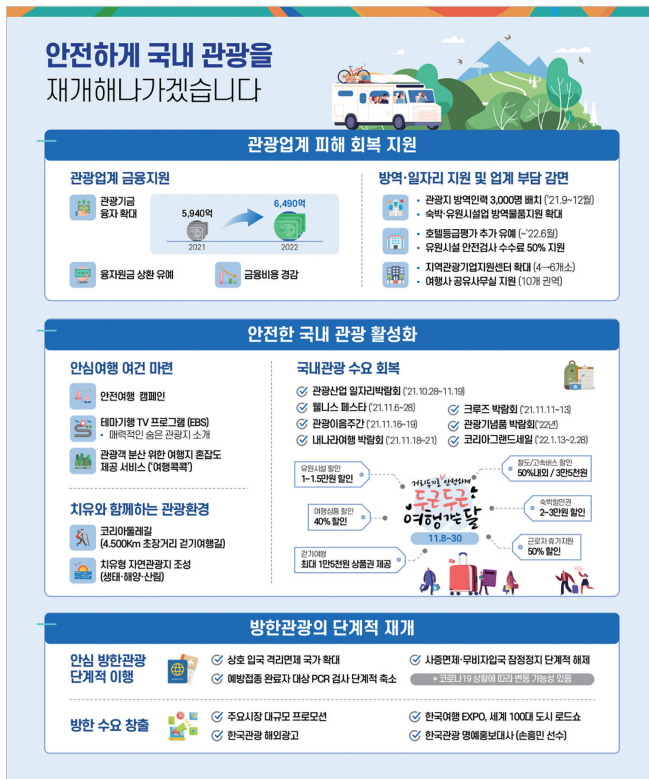 안전하게 국내 관광을
재개해나가겠습니다
관광업계 피해 회복 지원
관광업계 금융지원
관광기금
융자 확대
5,940억
6,490억
2021
2022
융자원금 상환 유예
금융비용 경감
방역·일자리 지원 및 업계 부담 감면
• 관광지 방역인력 3,000명 배치 ('21.9~12월)
• 숙박·유원시설업 방역물품지원 확대
• 호텔등급평가 추가 유예 (~'22.6월)
• 유원시설 안전검사 수수료 50% 지원
• 지역관광기업지원센터 확대 (4→6개소)
• 여행사 공유사무실 지원 (10개 권역)
안전한 국내 관광 활성화
안심여행 여건 마련
안전여행 캠페인
테마기행 TV 프로그램 (EBS)
• 매력적인 숨은 관광지 소개
관광객 분산 위한 여행지 혼잡도
제공 서비스 ('여행콕콕')
치유와 함께하는 관광환경
코리아둘레길
(4.500Km 초장거리 걷기여행길)
치유형 자연관광지 조성
(생태·해양·산림)
국내관광 수요 회복
관광산업 일자리박람회 ('21.10.28~11.19)
웰니스 페스타 ('21.11.6~28)
크루즈 박람회 ('21.11.11~13)
관광이음주간 ('21.11.16~19)
관광기념품 박람회 ('22년)
내나라여행 박람회 ('21.11.18~21)
코리아그랜드세일 ('22.1.13~2.28)
유원시설 할인
1~1.5만원 할인
철도/고속버스 할인
50%내외 / 3만5천원
여행상품 할인
40% 할인
거리두기로 안전하게
두근두근
여행가는 달
11.8~30
숙박할인권
2~3만원 할인
걷기여행
최대 1만5천원 상품권 제공
근로자 휴가지원
50% 할인
방한관광의 단계적 재개
안심 방한관광
단계적 이행
상호 입국 격리면제 국가 확대
사증면제·무비자입국 잠정정지 단계적 해제
예방접종 완료자 대상 PCR 검사 단계적 축소
* 코로나19 상황에 따라 변동 가능성 있음
방한 수요 창출
주요시장 대규모 프로모션
한국여행 EXPO, 세계 100대 도시 로드쇼
한국관광 해외광고
한국관광 명예홍보대사 (손흥민 선수)